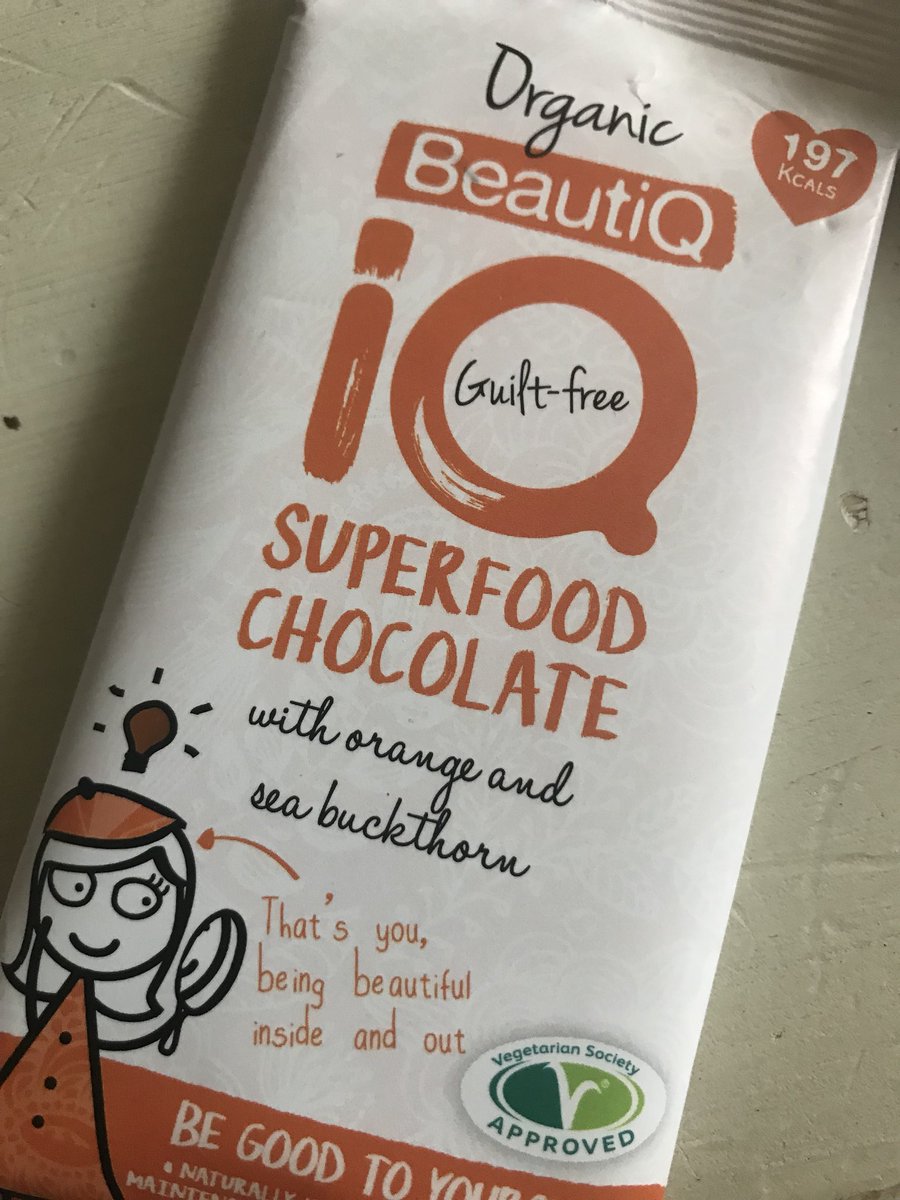 Organic
BeautiQ
197
KCALS
iQ
Guilt-free
SUPERFOOD
CHOCOLATE
with orange and
sea buckthorn
That's you,
being beautiful
inside and out
Vegetarian Society
V®
APPROVED
BE GOOD TO
NATURALLY